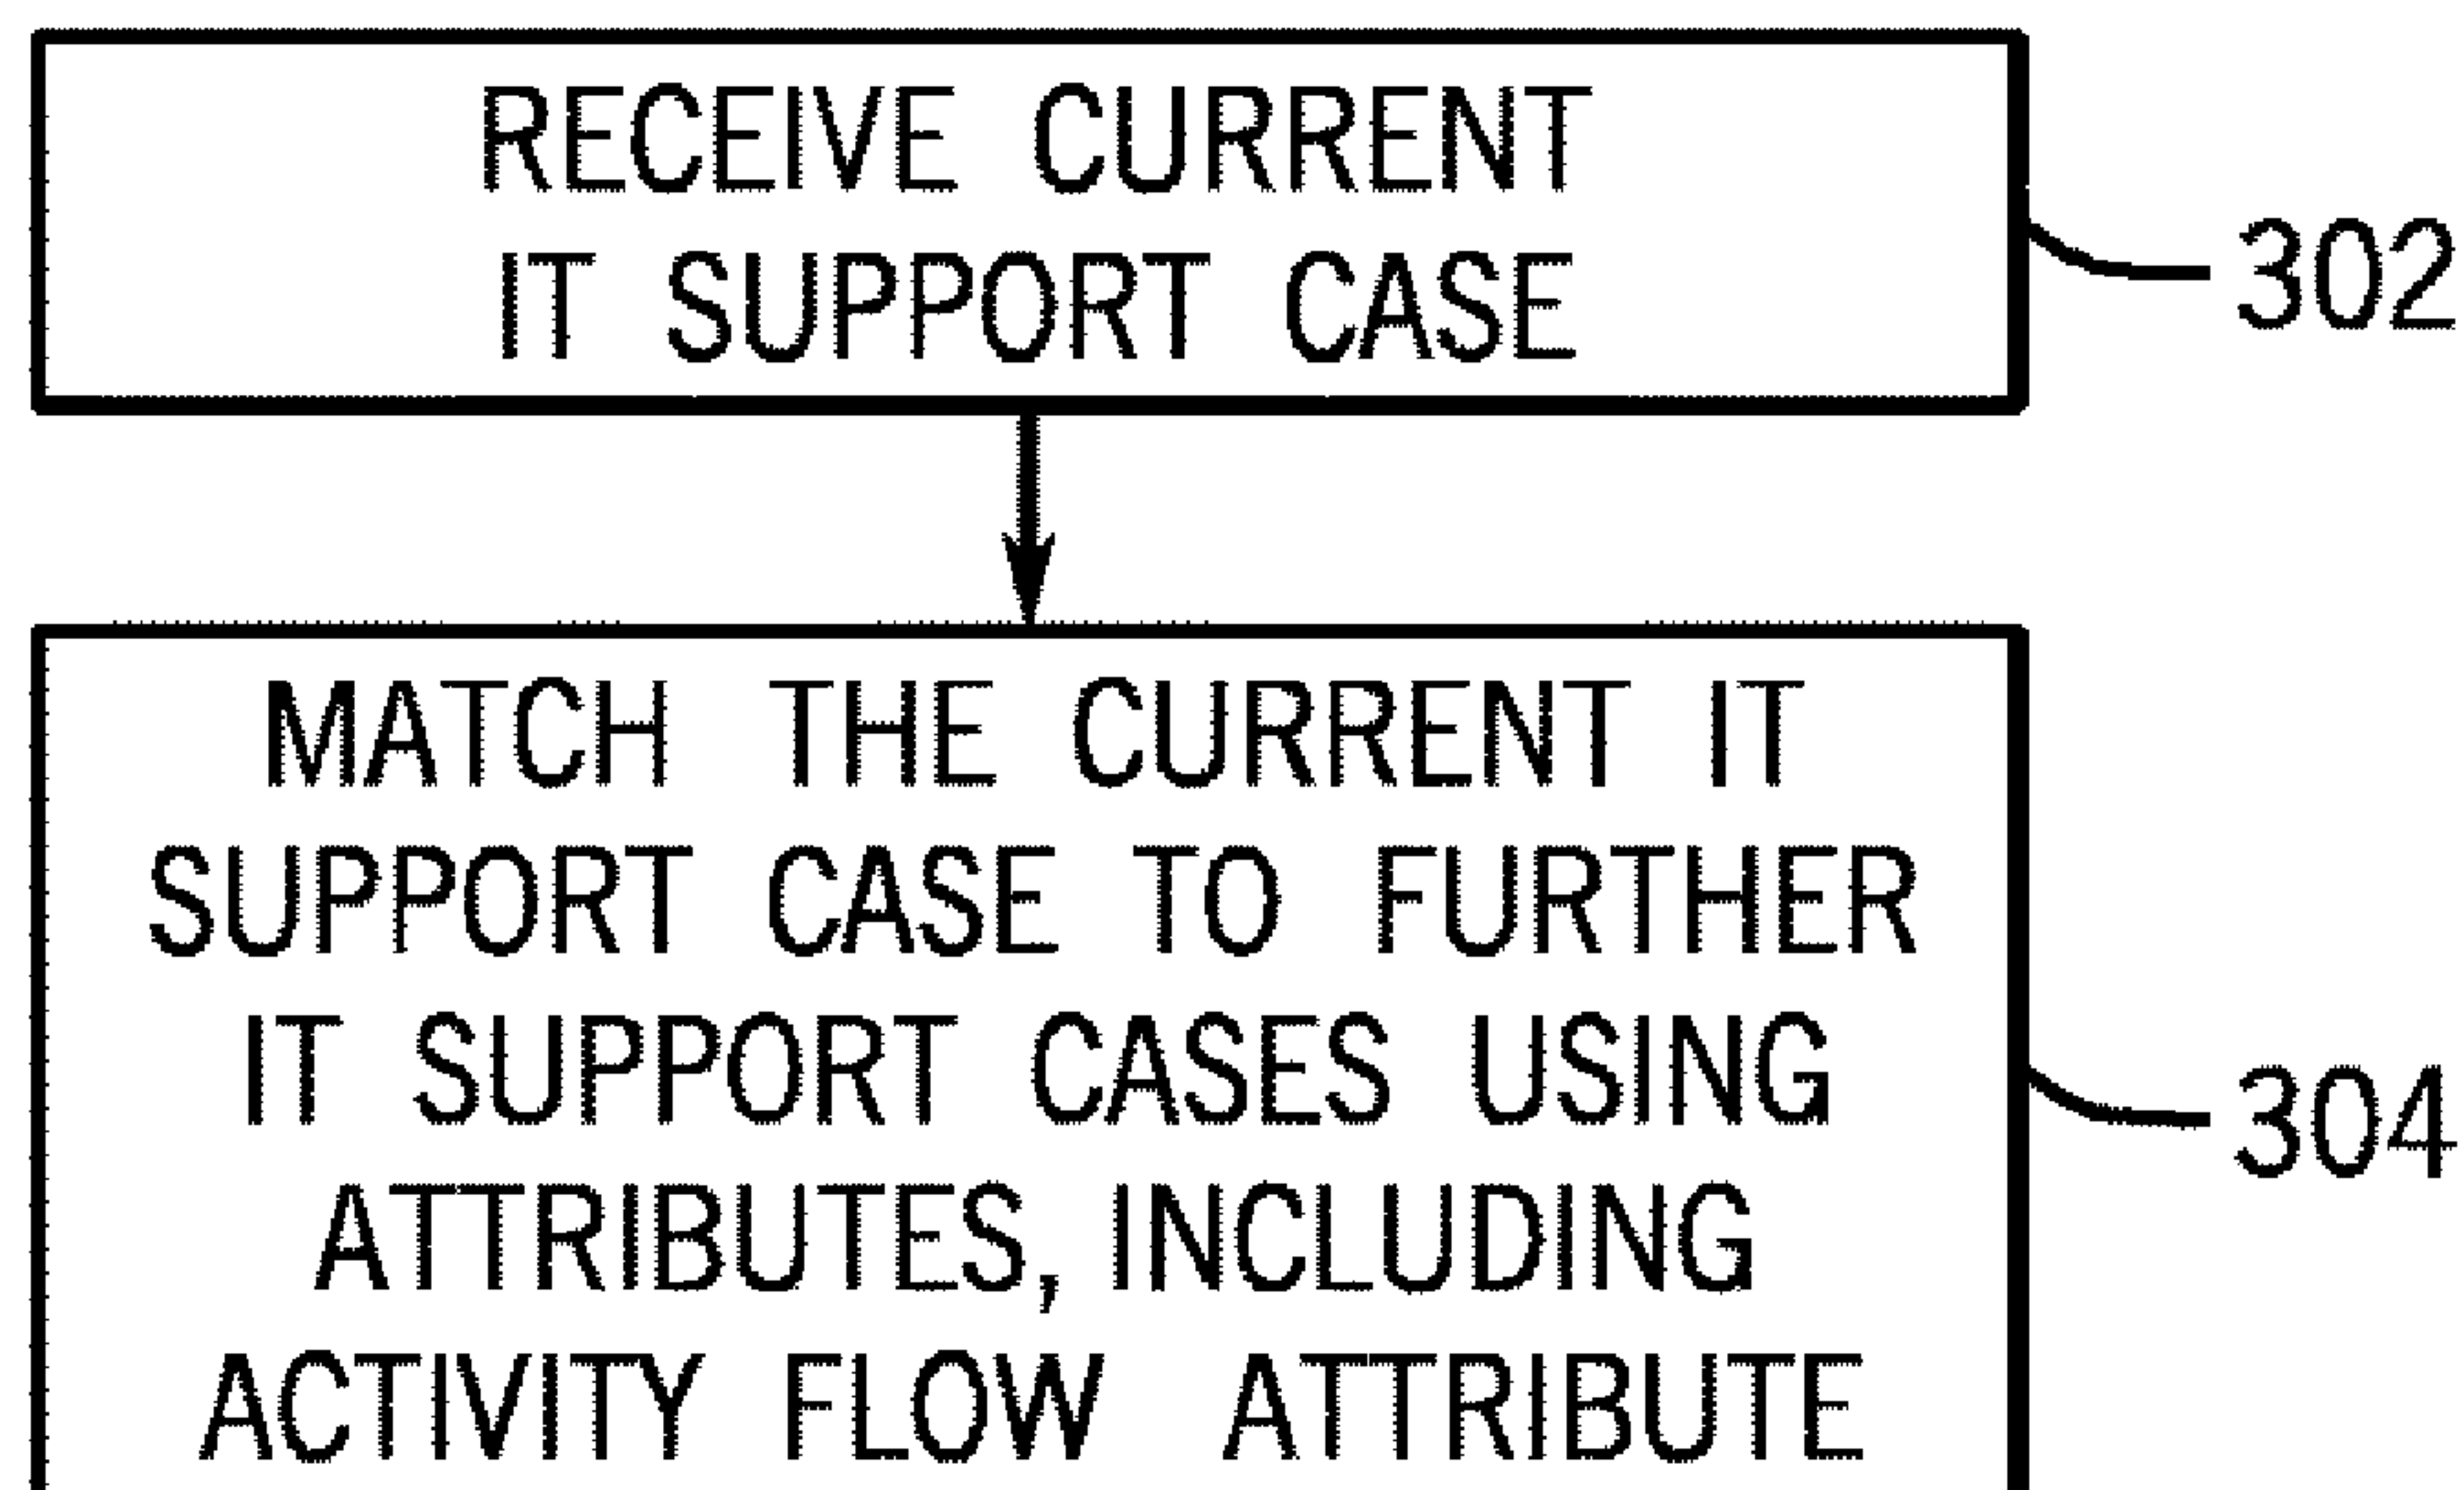 RECEIVE CURRENT
IT SUPPORT CASE
302
MATCH THE CURRENT IT
SUPPORT CASE TO FURTHER
IT SUPPORT CASES USING
304
ATTRIBUTES, INCLUDING
ACTIVITY FLOW ATTRIBUTE